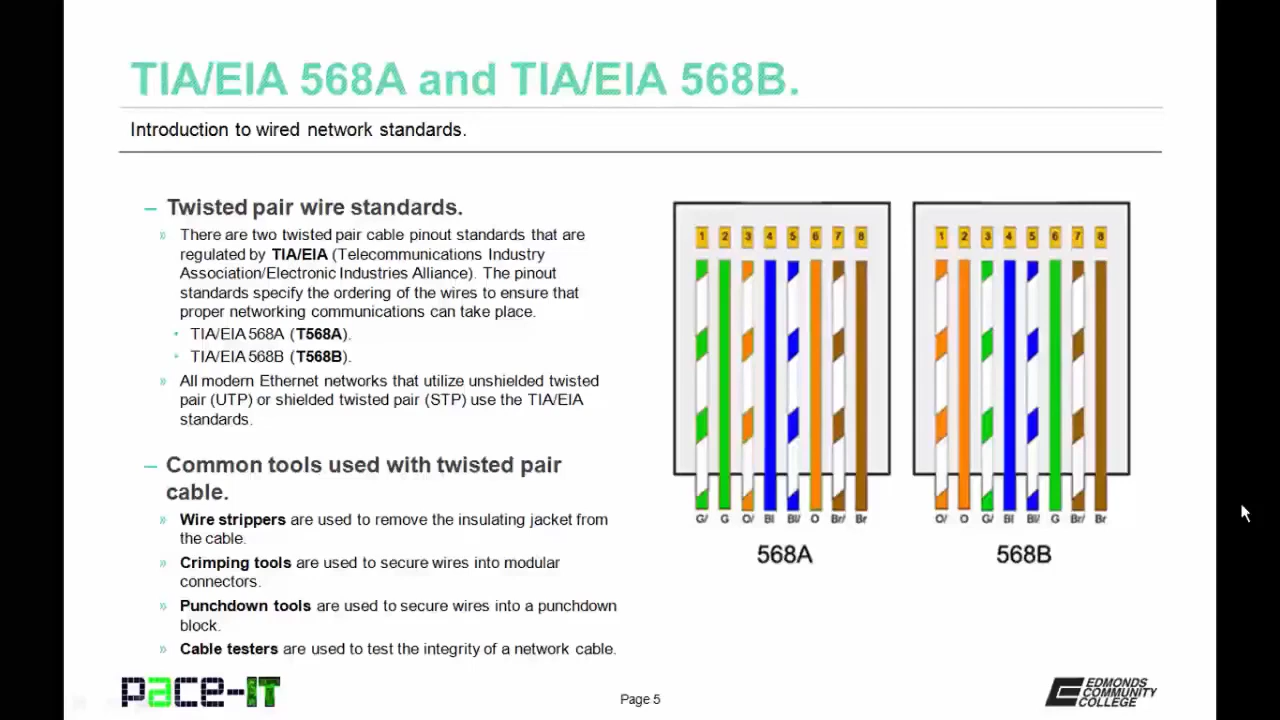 TIA/EIA 568A and TIA/EIA 568B.
Introduction to wired network standards.
– Twisted pair wire standards.
» There are two twisted pair cable pinout standards that are
regulated by TIA/EIA (Telecommunications Industry
Association/Electronic Industries Alliance). The pinout
standards specify the ordering of the wires to ensure that
proper networking communications can take place.
• TIA/EIA 568A (T568A).
• TIA/EIA 568B (T568B).
» All modern Ethernet networks that utilize unshielded twisted
pair (UTP) or shielded twisted pair (STP) use the TIA/EIA
standards.
– Common tools used with twisted pair
cable.
» Wire strippers are used to remove the insulating jacket from
the cable.
» Crimping tools are used to secure wires into modular
connectors.
» Punchdown tools are used to secure wires into a punchdown
block.
» Cable testers are used to test the integrity of a network cable.
1 2 3 4 5 6 7 8
G/ G O/ Bl Bl/ O Br/ Br
568A
1 2 3 4 5 6 7 8
O/ O G/ Bl Bl/ G Br/ Br
568B
pace-IT
Page 5
EDMONDS
COMMUNITY
COLLEGE